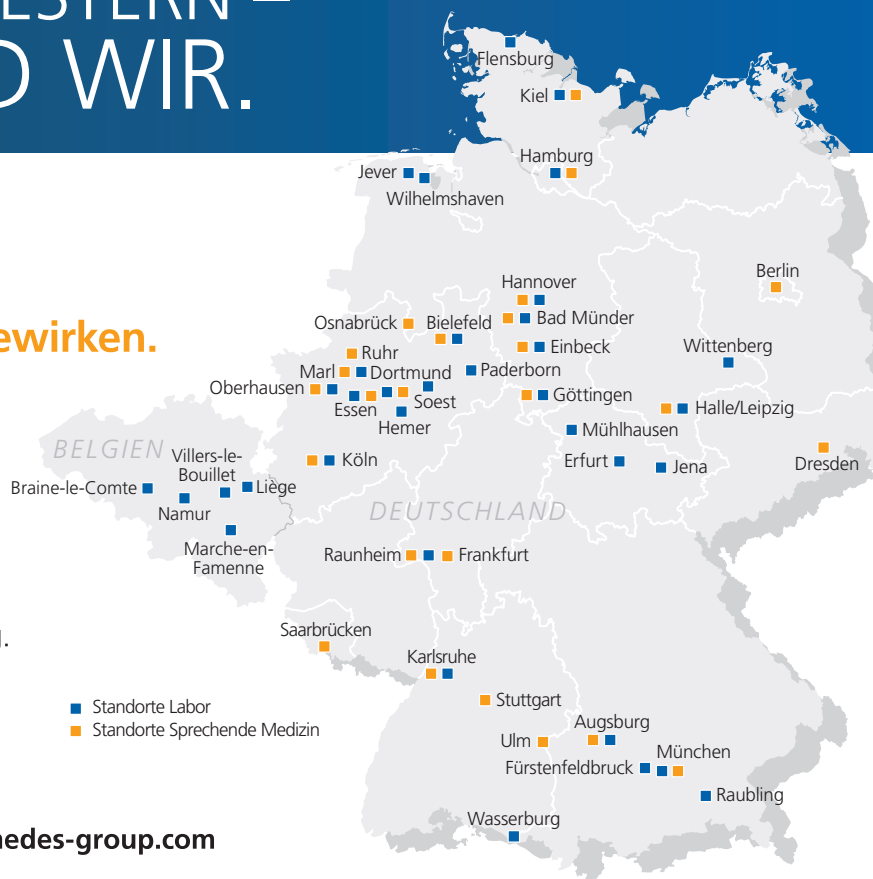 ESTERN –
D WIR.
Flensburg
Kiel
Hamburg
Jever
Wilhelmshaven
Berlin
Hannover
Osnabrück
Bielefeld
Bad Münder
ewirken.
Ruhr
Einbeck
Wittenberg
Marl
Dortmund
Paderborn
Oberhausen
Essen
Soest
Göttingen
Halle/Leipzig
Hemer
Mühlhausen
BELGIEN
Villers-le-
Bouillet
Köln
Erfurt
Jena
Dresden
Braine-le-Comte
Liège
Namur
DEUTSCHLAND
Marche-en-
Famenne
Raunheim
Frankfurt
Saarbrücken
Karlsruhe
Stuttgart
Standorte Labor
Standorte Sprechende Medizin
Augsburg
Ulm
München
Fürstenfeldbruck
Raubling
Wasserburg
nedes-group.com